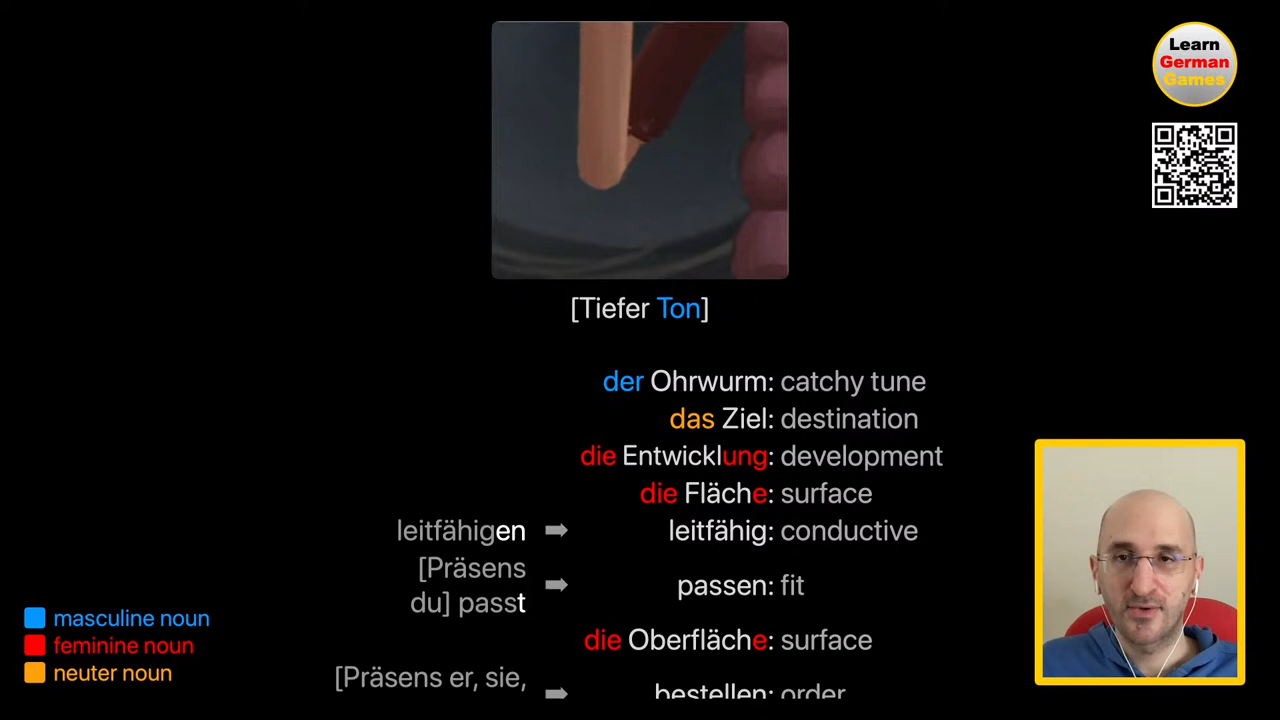 Learn
German
Games
[Tiefer Ton]
der Ohrwurm: catchy tune
das Ziel: destination
die Entwicklung: development
die Fläche: surface
leitfähigen ➡ leitfähig: conductive
[Präsens
du] passt ➡ passen: fit
die Oberfläche: surface
[Präsens er, sie, ➡ bestellen: order
masculine noun
feminine noun
neuter noun